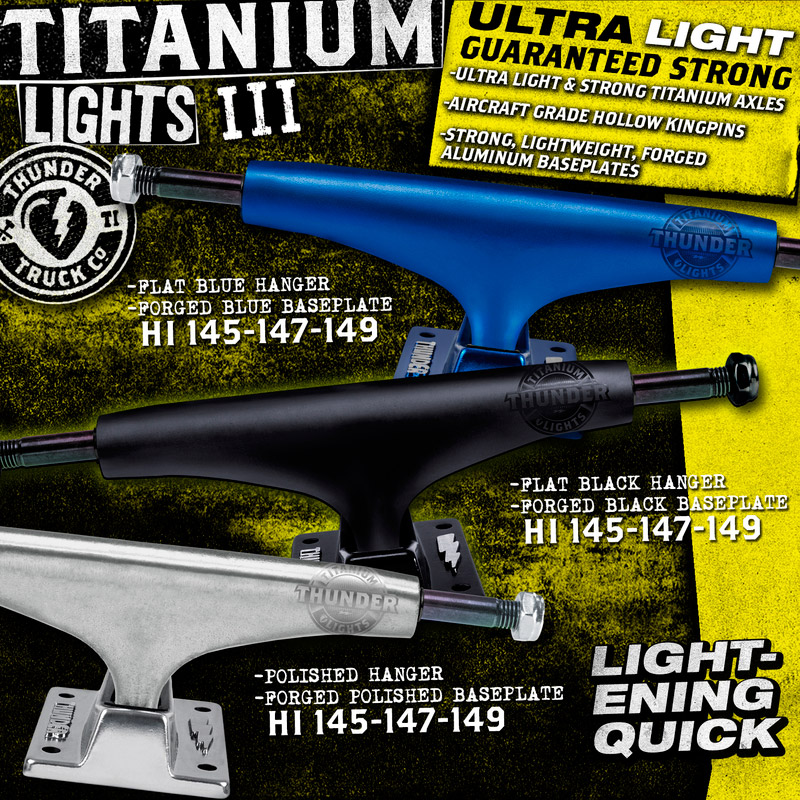 TITANIUM
LIGHTS III
ULTRA LIGHT
GUARANTEED STRONG
-ULTRA LIGHT & STRONG TITANIUM AXLES
-AIRCRAFT GRADE HOLLOW KINGPINS
-STRONG, LIGHTWEIGHT, FORGED
ALUMINUM BASEPLATES
THUNDER
TI
TRUCK CO
TITANIUM
THUNDER
LIGHTS
-FLAT BLUE HANGER
-FORGED BLUE BASEPLATE
HI 145-147-149
THUNDER
TITANIUM
THUNDER
LIGHTS
-FLAT BLACK HANGER
-FORGED BLACK BASEPLATE
HI 145-147-149
TITANIUM
THUNDER
LIGHTS
-POLISHED HANGER
-FORGED POLISHED BASEPLATE
HI 145-147-149
THUNDER
LIGHT-
ENING
QUICK